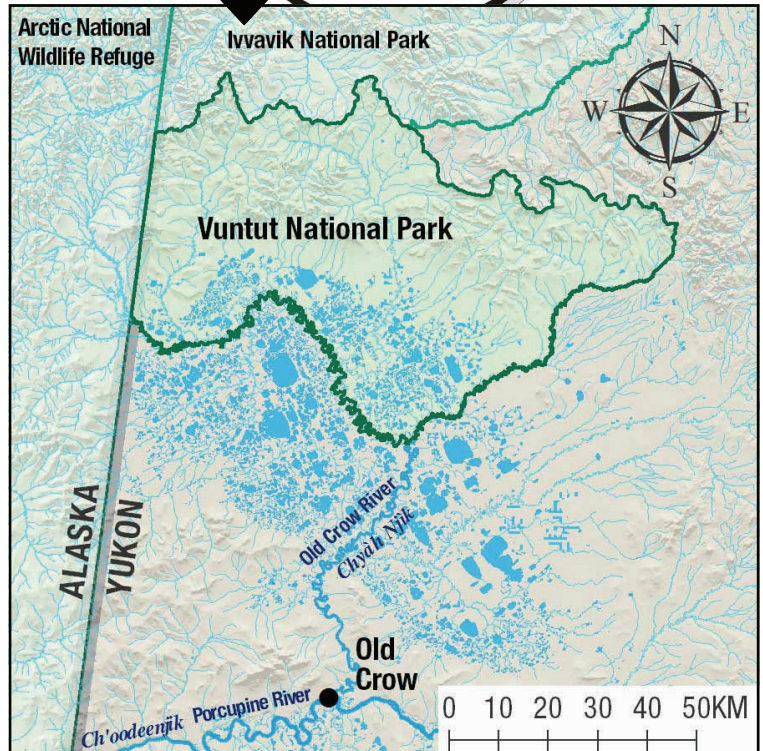 Arctic National
Wildlife Refuge
Ivvavik National Park
N
W
E
S
Vuntut National Park
ALASKA
YUKON
Old Crow River
Chyàh Njik
Old
Crow
Ch'oodeenjik Porcupine River
0 10 20 30 40 50KM